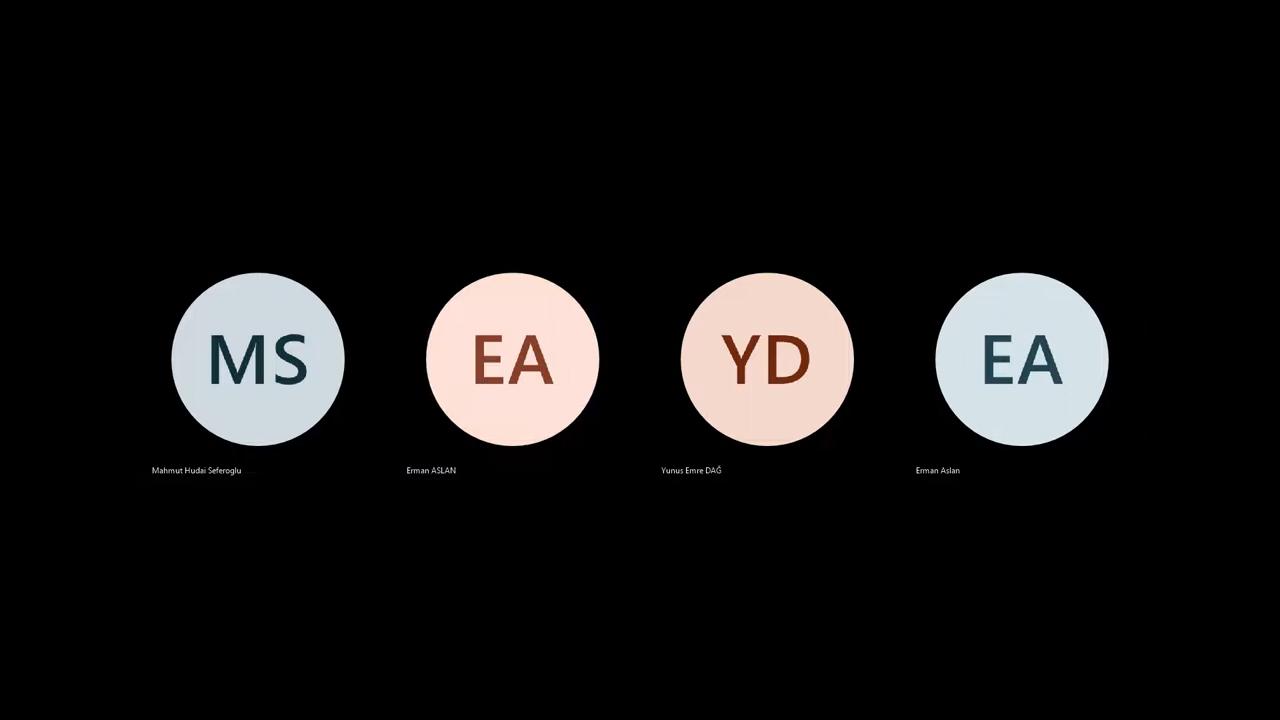 MS
EA
YD
EA
Mahmut Hudai Seferoglu
Erman ASLAN
Yunus Emre DAĞ
Erman Aslan